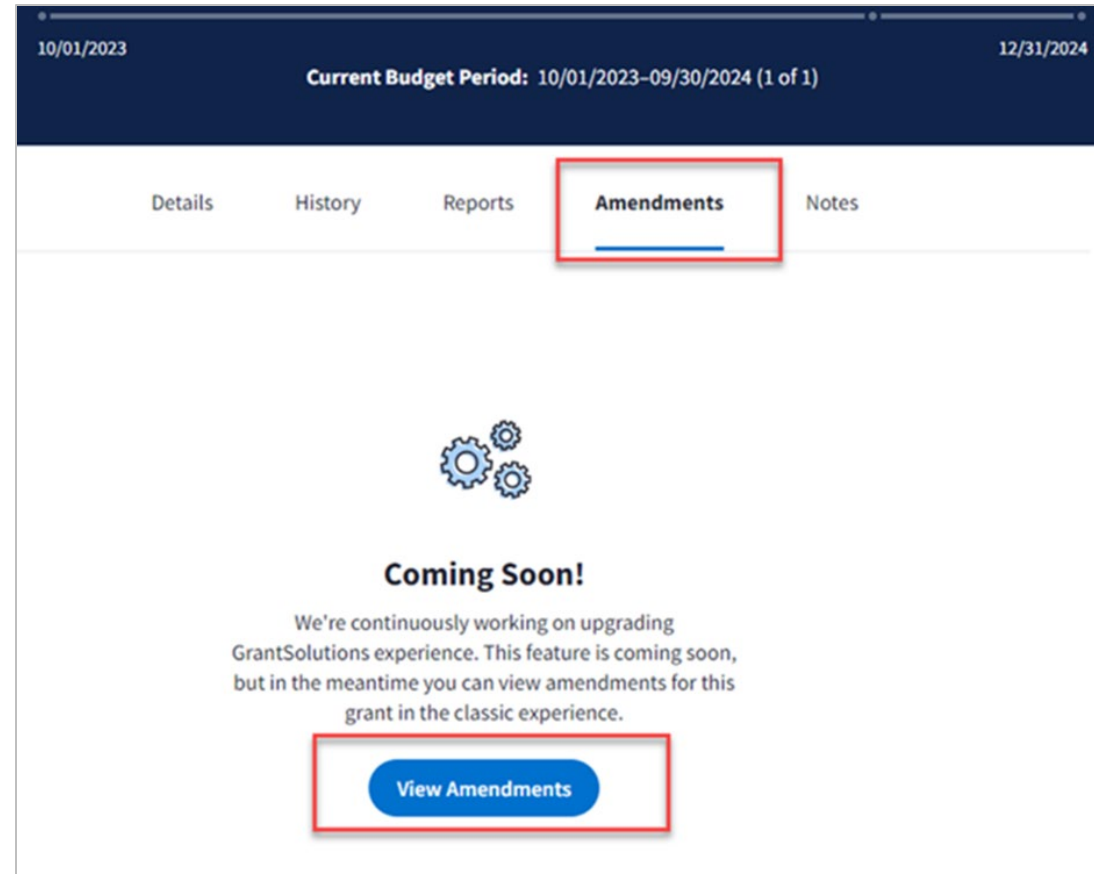 10/01/2023
12/31/2024
Current Budget Period: 10/01/2023–09/30/2024 (1 of 1)
Details History Reports Amendments Notes
Coming Soon!
We're continuously working on upgrading
GrantSolutions experience. This feature is coming soon,
but in the meantime you can view amendments for this
grant in the classic experience.
View Amendments